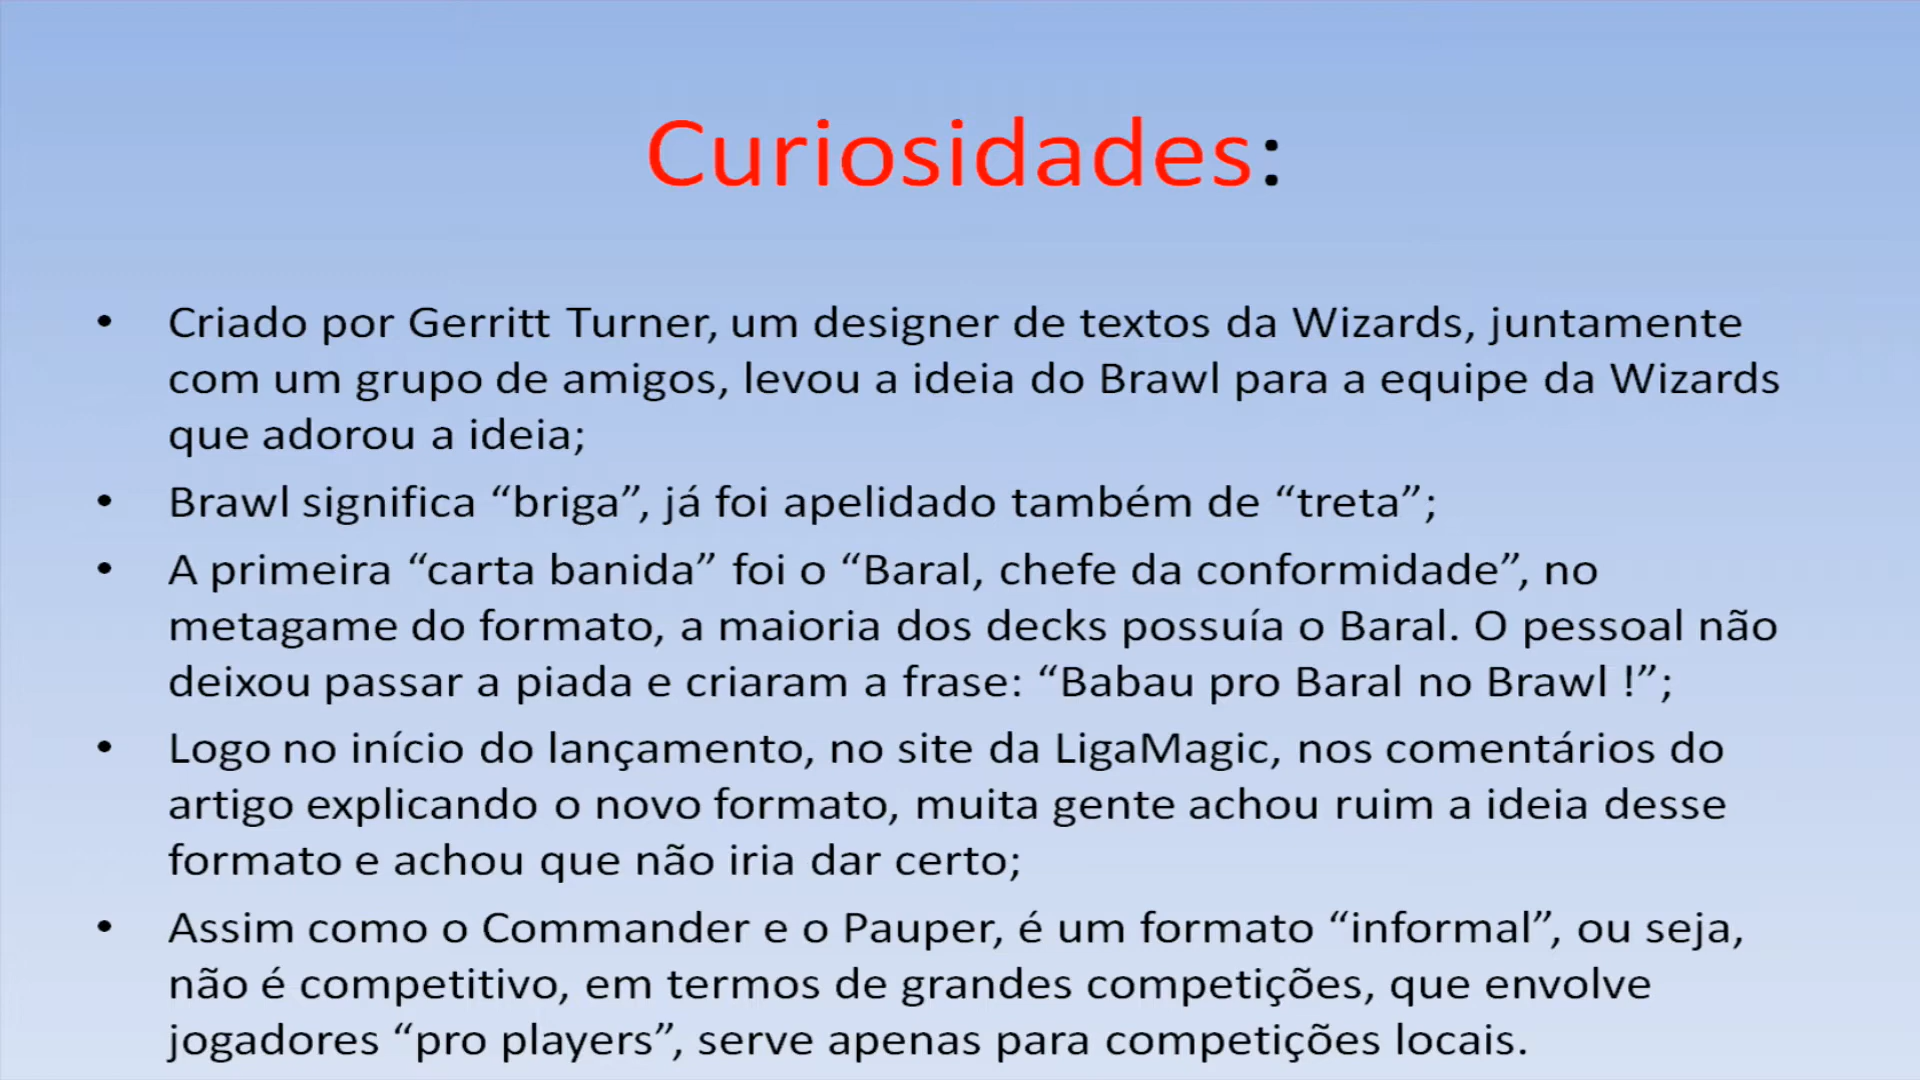 Curiosidades:
• Criado por Gerritt Turner, um designer de textos da Wizards, juntamente
com um grupo de amigos, levou a ideia do Brawl para a equipe da Wizards
que adorou a ideia;
• Brawl significa “briga”, já foi apelidado também de “treta”;
• A primeira “carta banida” foi o “Baral, chefe da conformidade”, no
metagame do formato, a maioria dos decks possuía o Baral. O pessoal não
deixou passar a piada e criaram a frase: “Babau pro Baral no Brawl !”;
• Logo no início do lançamento, no site da LigaMagic, nos comentários do
artigo explicando o novo formato, muita gente achou ruim a ideia desse
formato e achou que não iria dar certo;
• Assim como o Commander e o Pauper, é um formato “informal”, ou seja,
não é competitivo, em termos de grandes competições, que envolve
jogadores “pro players”, serve apenas para competições locais.